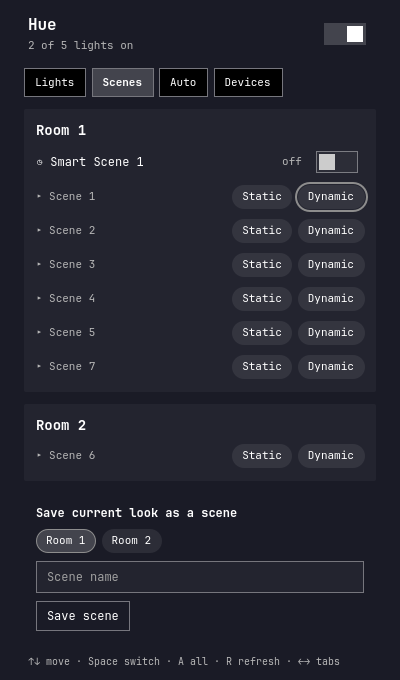 Hue
2 of 5 lights on
Lights Scenes Auto Devices
Room 1
◷ Smart Scene 1 off
▸ Scene 1 Static Dynamic
▸ Scene 2 Static Dynamic
▸ Scene 3 Static Dynamic
▸ Scene 4 Static Dynamic
▸ Scene 5 Static Dynamic
▸ Scene 7 Static Dynamic
Room 2
▸ Scene 6 Static Dynamic
Save current look as a scene
Room 1 Room 2
Scene name
Save scene
↑↓ move · Space switch · A all · R refresh · ←→ tabs